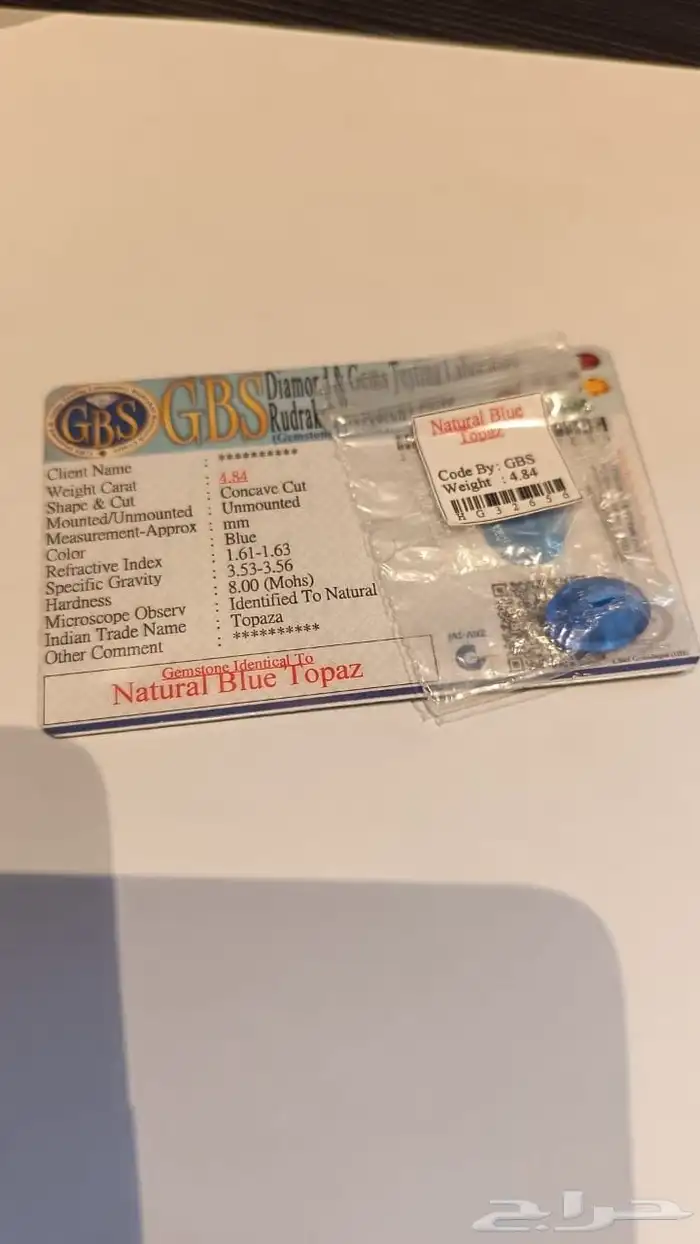 GBS
GBS
Diamond & Gems Testing Laboratory
Rudrak
(Gemstone
Client Name : **********
Weight Carat : 4.84
Shape & Cut : Concave Cut
Mounted/Unmounted : Unmounted
Measurement-Approx : mm
Color : Blue
Refractive Index : 1.61-1.63
Specific Gravity : 3.53-3.56
Hardness : 8.00 (Mohs)
Microscope Observ : Identified To Natural
Indian Trade Name : Topaza
Other Comment : **********
Gemstone Identical To
Natural Blue Topaz
Natural Blue
Topaz
Code By: GBS
Weight : 4.84
HG32656
حراج